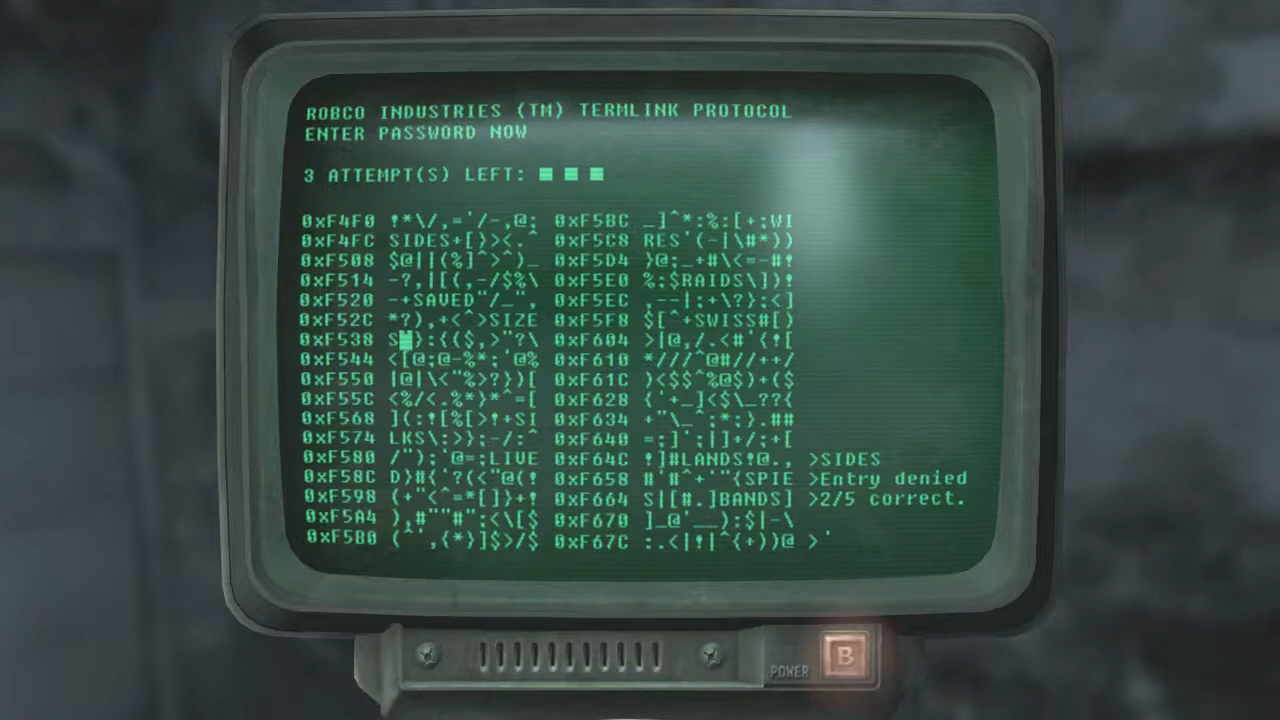 ROBCO INDUSTRIES (TM) TERMLINK PROTOCOL
ENTER PASSWORD NOW
3 ATTEMPT(S) LEFT: ■ ■ ■
0xF4F0 !*\/,='/-,@; 0xF5BC _]^*:%:[+;WI
0xF4FC SIDES+[}><.^ 0xF5C8 RES'(-|\#*))
0xF508 $@||(%]^>^)_ 0xF5D4 }@;_+#\<=-#!
0xF514 -?,|[(,-/$%\ 0xF5E0 %;$RAIDS\])!
0xF520 -+SAVED"/_", 0xF5EC ,--|;+\?};<]
0xF52C *?),+<^>SIZE 0xF5F8 $[^+SWISS#[)
0xF538 S■}:{($,>"?\ 0xF604 >|@,/.<#'{![
0xF544 <[@;@-%*;'@% 0xF610 *///^@#//++/
0xF550 |@|\<"%>?})[ 0xF61C )<$$^%@$)+($
0xF55C <%/<.%*}*^=[ 0xF628 {'+_]<$\_??{
0xF568 ](:![%[>!+SI 0xF634 +"\_^:*;}.##
0xF574 LKS\:>};-/:^ 0xF640 =;]';|]+/;+[
0xF580 /");'@=;LIVE 0xF64C !]#LANDS!@., >SIDES
0xF58C D}#{'?(<"@(! 0xF658 #'#^+'"{SPIE >Entry denied
0xF598 (+"<^=*[]}+! 0xF664 S|[#.]BANDS] >2/5 correct.
0xF5A4 ),#""#";<\[$ 0xF670 ]_@'__):$|-\
0xF5B0 (^',{*}]$>/$ 0xF67C :.<|!|^{+))@ >'
POWER
B